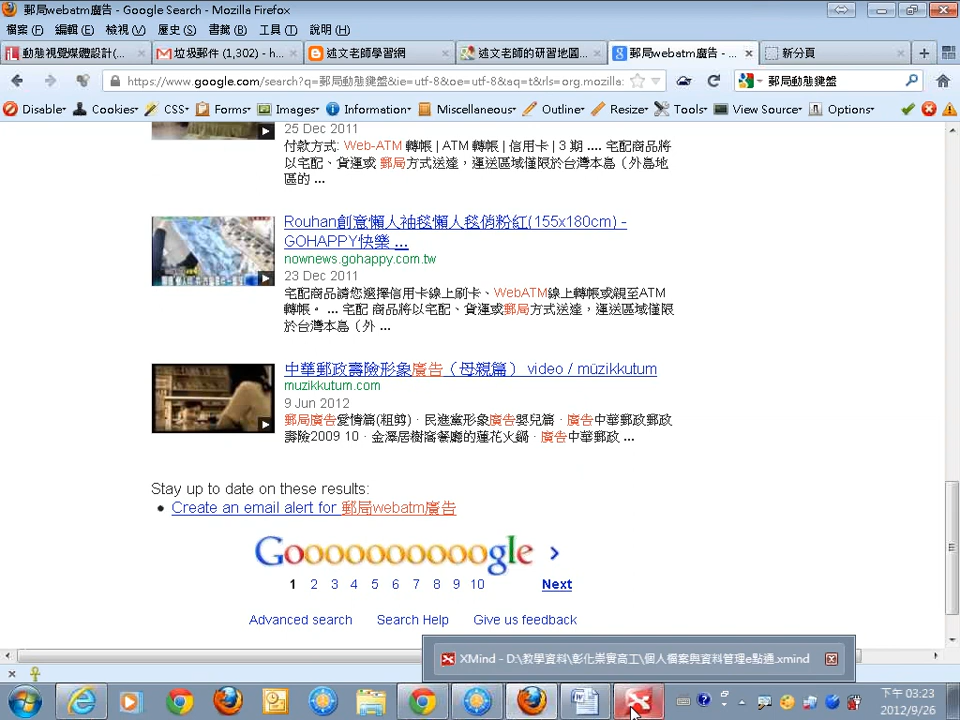 郵局webatm廣告 - Google Search - Mozilla Firefox
檔案 (F) 編輯 (E) 檢視 (V) 歷史 (S) 書籤 (B) 工具 (T) 說明 (H)
動態視覺媒體設計(... 垃圾郵件 (1,302) - h... 述文老師學習網 述文老師的研習地圖... 郵局webatm廣告 - ... 新分頁
https://www.google.com/search?q=郵局動態鍵盤&ie=utf-8&oe=utf-8&aq=t&rls=org.mozilla: 郵局動態鍵盤
Disable Cookies CSS Forms Images Information Miscellaneous Outline Resize Tools View Source Options
25 Dec 2011
付款方式: Web-ATM 轉帳 | ATM 轉帳 | 信用卡 | 3 期 .... 宅配商品將
以宅配、貨運或 郵局方式送達，運送區域僅限於台灣本島（外島地
區的 ...
Rouhan創意懶人袖毯懶人毯俏粉紅(155x180cm) -
GOHAPPY快樂 ...
nownews.gohappy.com.tw
23 Dec 2011
宅配商品請您選擇信用卡線上刷卡、WebATM線上轉帳或親至ATM
轉帳。 ... 宅配 商品將以宅配、貨運或郵局方式送達，運送區域僅限
於台灣本島（外 ...
中華郵政壽險形象廣告（母親篇） video / müzikkutum
muzikkutum.com
9 Jun 2012
郵局廣告愛情篇(粗剪)‧民進黨形象廣告嬰兒篇‧廣告中華郵政郵政
壽險2009 10‧金澤居樹窩餐廳的蓮花火鍋‧廣告中華郵政 ...
Stay up to date on these results:
Create an email alert for 郵局webatm廣告
Goooooooooogle
1 2 3 4 5 6 7 8 9 10 Next
Advanced search Search Help Give us feedback
XMind - D:\教學資料\彰化崇實高工\個人檔案與資料管理e點通.xmind
下午 03:23
2012/9/26